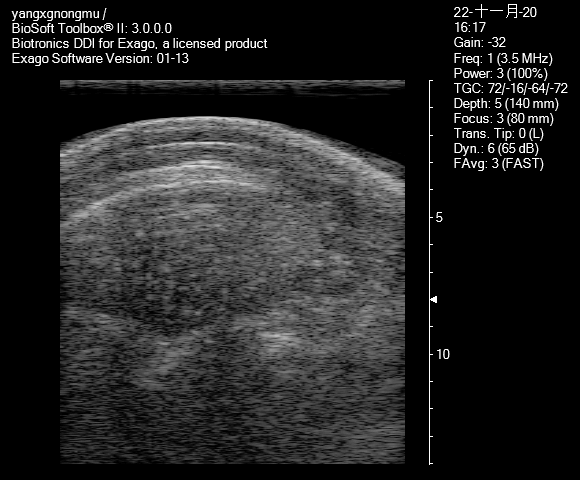 yangxgnongmu /
BioSoft Toolbox® II: 3.0.0.0
Biotronics DDI for Exago, a licensed product
Exago Software Version: 01-13
22-十一月-20
16:17
Gain: -32
Freq: 1 (3.5 MHz)
Power: 3 (100%)
TGC: 72/-16/-64/-72
Depth: 5 (140 mm)
Focus: 3 (80 mm)
Trans. Tip: 0 (L)
Dyn.: 6 (65 dB)
FAvg: 3 (FAST)
5
10